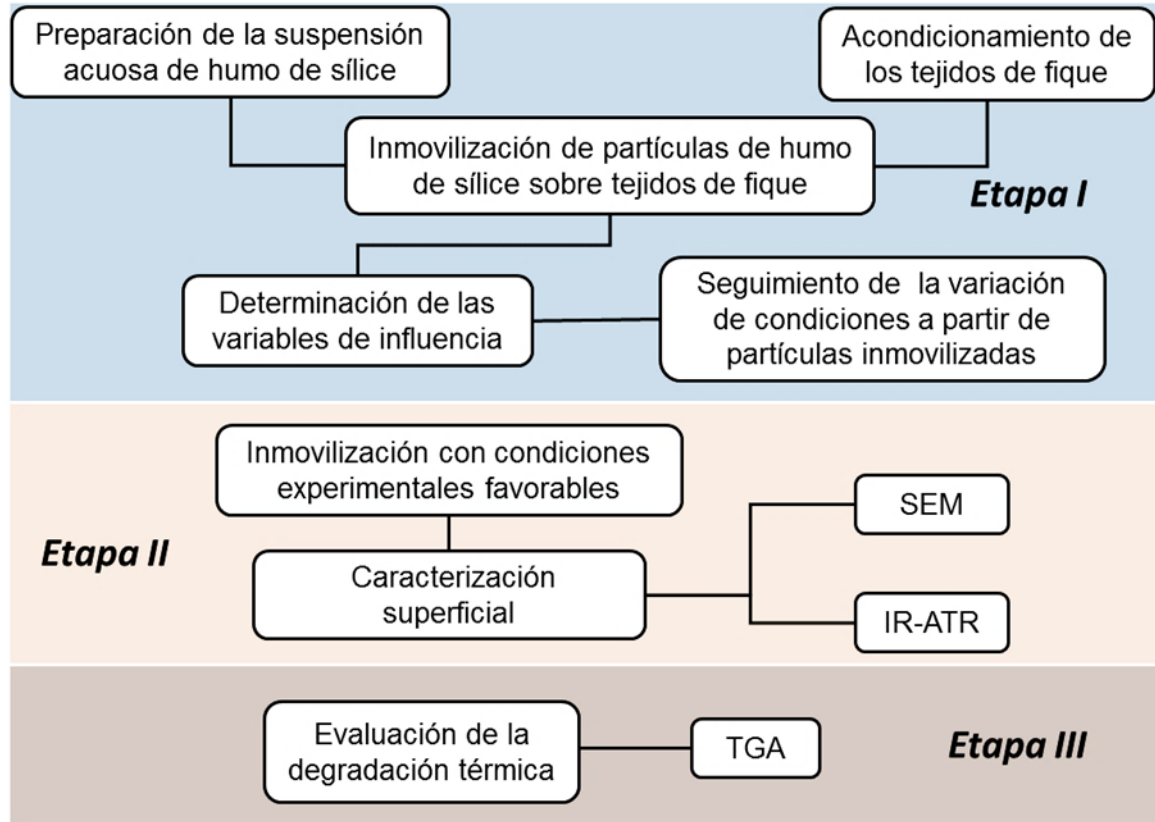 Preparación de la suspensión
acuosa de humo de sílice
Acondicionamiento de
los tejidos de fique
Inmovilización de partículas de humo
de sílice sobre tejidos de fique
Etapa I
Determinación de las
variables de influencia
Seguimiento de la variación
de condiciones a partir de
partículas inmovilizadas
Inmovilización con condiciones
experimentales favorables
SEM
Etapa II
Caracterización
superficial
IR-ATR
Evaluación de la
degradación térmica
TGA
Etapa III